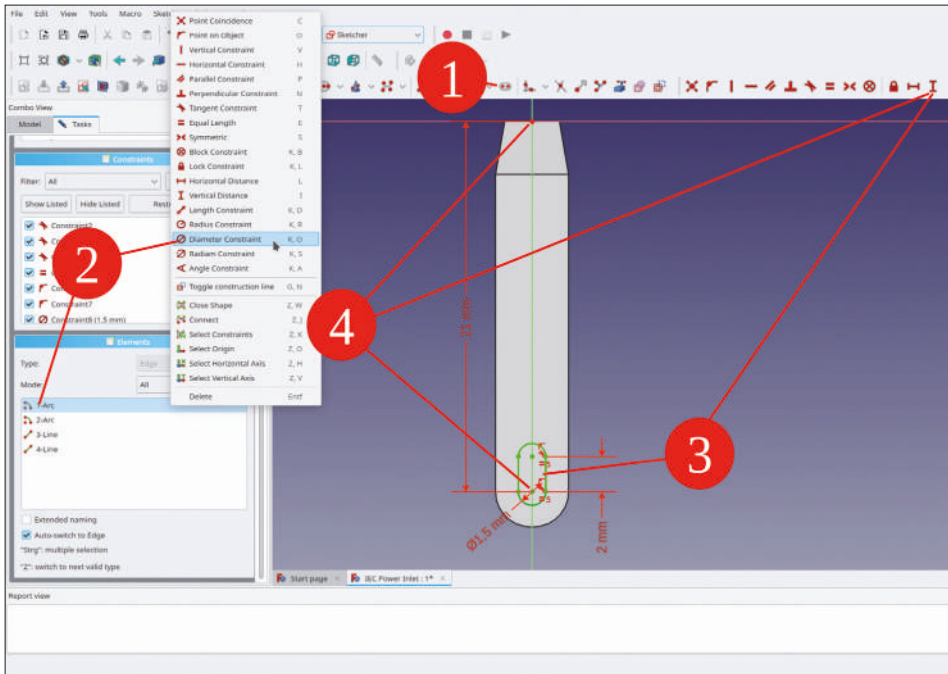 File Edit View Tools Macro
Sketcher
1
Combo View
Model Tasks
Constraints
Filter: All
Show Listed Hide Listed
Constraint2
Constraint7
Constraint8 (1,5 mm)
2
Elements
Type: Edge
Mode: All
1-Arc
2-Arc
3-Line
4-Line
Extended naming
Auto-switch to Edge
"Strg": multiple selection
"Z": switch to next valid type
Point Coincidence C
Point on Object O
Vertical Constraint V
Horizontal Constraint H
Parallel Constraint P
Perpendicular Constraint N
Tangent Constraint T
Equal Length E
Symmetric S
Block Constraint K, B
Lock Constraint K, L
Horizontal Distance L
Vertical Distance I
Length Constraint K, D
Radius Constraint K, R
Diameter Constraint K, O
Radiam Constraint K, S
Angle Constraint K, A
Toggle construction line G, N
Close Shape Z, W
Connect Z, J
Select Constraints Z, K
Select Origin Z, O
Select Horizontal Axis Z, H
Select Vertical Axis Z, V
Delete Entf
4
3
Ø1,5 mm
2 mm
Start page
IEC Power Inlet : 1*
Report view